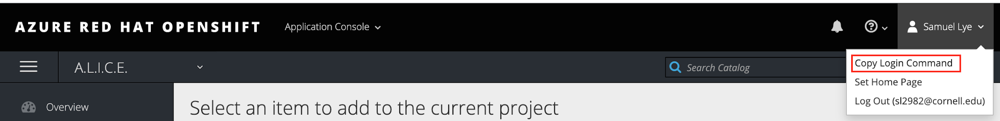 AZURE RED HAT OPENSHIFT Application Console Samuel Lye
A.L.I.C.E. Search Catalog
Copy Login Command
Set Home Page
Log Out (sl2982@cornell.edu)
Overview
Select an item to add to the current project